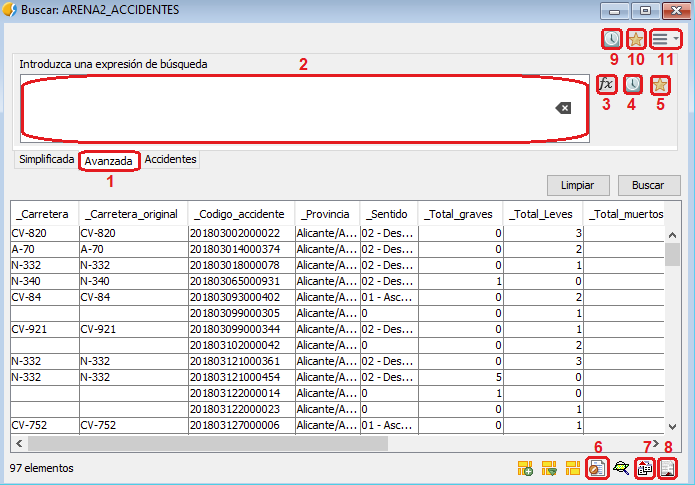 Buscar: ARENA2_ACCIDENTES
9 10 11
Introduzca una expresión de búsqueda
2
fx
3 4 5
Simplificada Avanzada Accidentes
1
Limpiar Buscar
_Carretera _Carretera_original _Codigo_accidente _Provincia _Sentido _Total_graves _Total_Leves _Total_muertos
CV-820 CV-820 201803002000022 Alicante/A... 02 - Des... 0 3
A-70 A-70 201803014000374 Alicante/A... 02 - Des... 0 2
N-332 N-332 201803018000078 Alicante/A... 02 - Des... 0 1
N-340 N-340 201803065000931 Alicante/A... 02 - Des... 1 0
CV-84 CV-84 201803093000402 Alicante/A... 01 - Asc... 0 2
201803099000305 Alicante/A... 0 0 1
CV-921 CV-921 201803099000344 Alicante/A... 02 - Des... 0 1
201803102000042 Alicante/A... 0 0 2
N-332 N-332 201803121000361 Alicante/A... 02 - Des... 0 3
N-332 N-332 201803121000454 Alicante/A... 02 - Des... 5 0
201803122000014 Alicante/A... 0 1 0
201803122000023 Alicante/A... 0 0 1
CV-752 CV-752 201803127000006 Alicante/A... 01 - Asc... 0 1
6 7 8
97 elementos